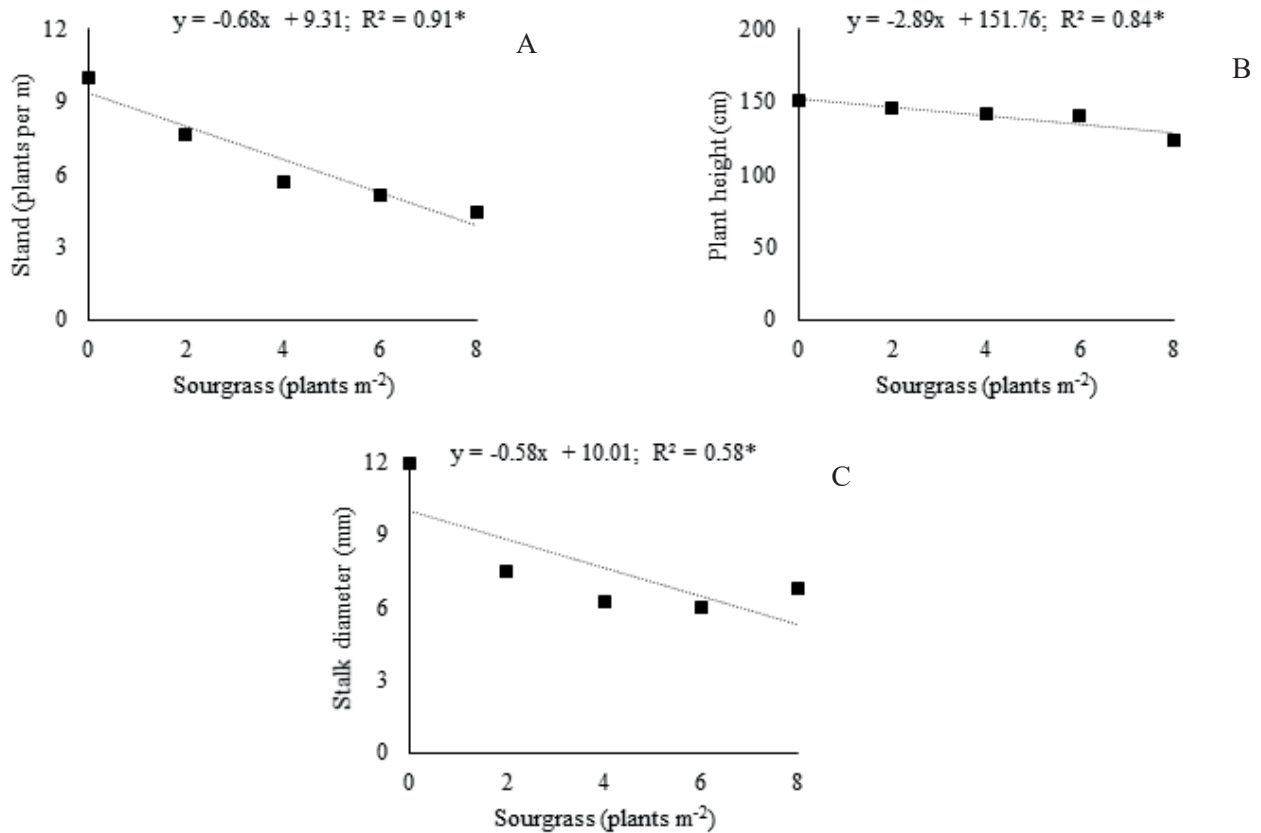 y = -0.68x + 9.31; R² = 0.91*
A
12
9
6
3
0
Stand (plants per m)
0 2 4 6 8
Sourgrass (plants m⁻²)
y = -2.89x + 151.76; R² = 0.84*
B
200
150
100
50
0
Plant height (cm)
0 2 4 6 8
Sourgrass (plants m⁻²)
y = -0.58x + 10.01; R² = 0.58*
C
12
9
6
3
0
Stalk diameter (mm)
0 2 4 6 8
Sourgrass (plants m⁻²)